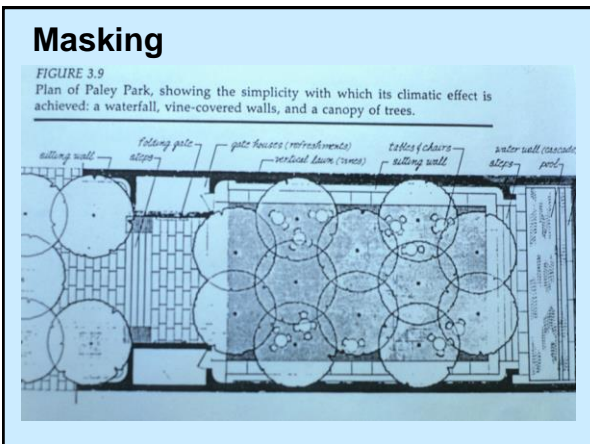 Masking
FIGURE 3.9
Plan of Paley Park, showing the simplicity with which its climatic effect is
achieved: a waterfall, vine-covered walls, and a canopy of trees.
folding gate
gate houses (refreshments)
tables & chairs
water wall (cascade
sitting wall
steps
vertical lawn (vines)
sitting wall
steps
pool